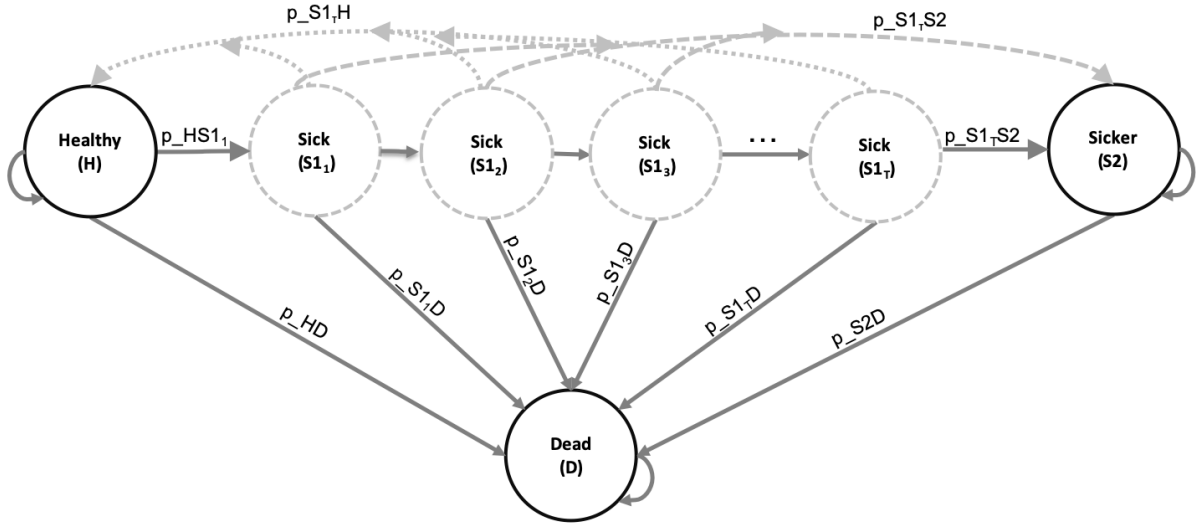 p_S1ₜH
p_S1ₜS2
Healthy
(H)
p_HS1₁
Sick
(S1₁)
Sick
(S1₂)
Sick
(S1₃)
...
Sick
(S1ₜ)
p_S1ₜS2
Sicker
(S2)
p_HD
p_S1₁D
p_S1₂D
p_S1₃D
p_S1ₜD
p_S2D
Dead
(D)